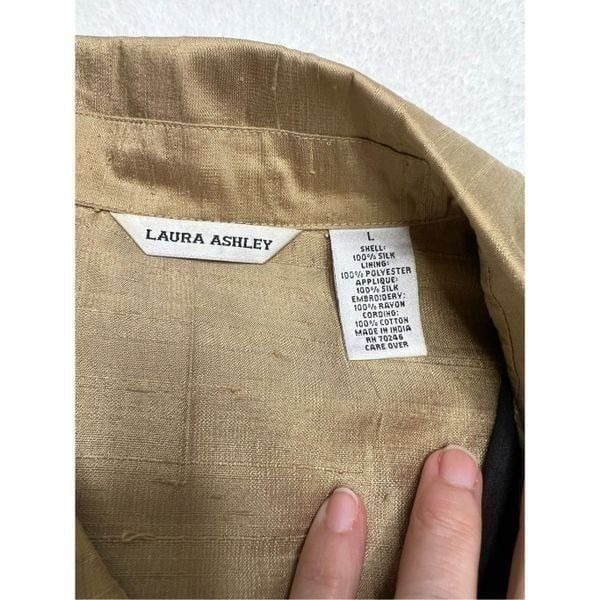 LAURA ASHLEY
L
SHELL:
100% SILK
LINING:
100% POLYESTER
APPLIQUE:
100% SILK
EMBROIDERY:
100% RAYON
CORDING:
100% COTTON
MADE IN INDIA
RN 70246
CARE OVER